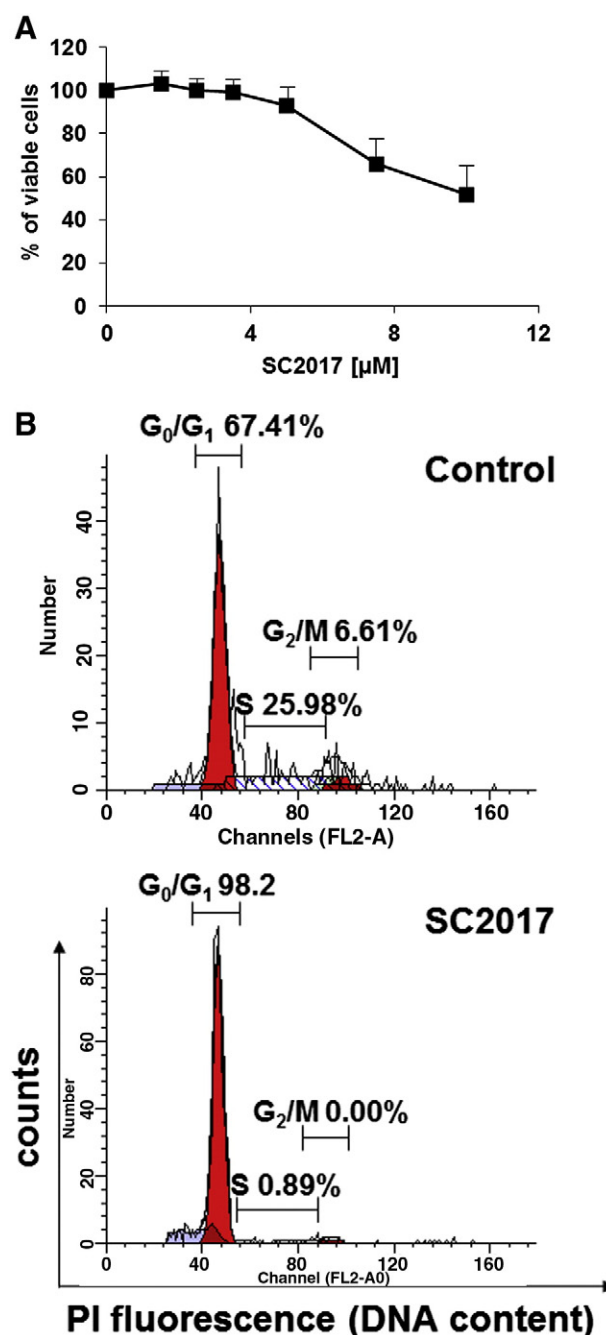 A
120
100
80
60
40
20
0
0 4 8 12
% of viable cells
SC2017 [µM]
B
G₀/G₁ 67.41%
Control
G₂/M 6.61%
S 25.98%
40
30
20
10
0
Number
0 40 80 120 160
Channels (FL2-A)
G₀/G₁ 98.2
SC2017
G₂/M 0.00%
S 0.89%
80
60
40
20
0
Number
counts
0 40 80 120 160
Channel (FL2-A0)
PI fluorescence (DNA content)